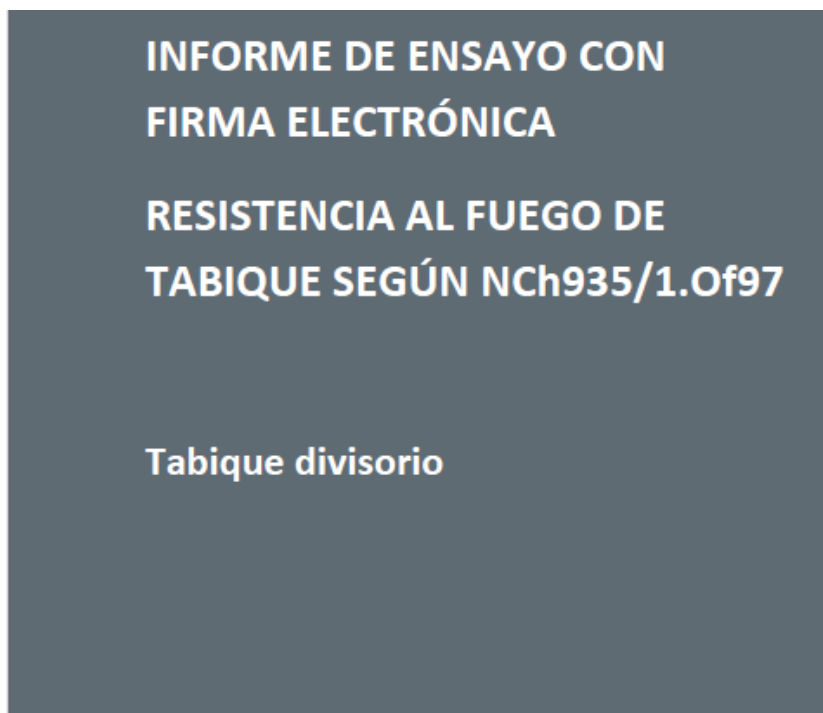 INFORME DE ENSAYO CON
FIRMA ELECTRÓNICA
RESISTENCIA AL FUEGO DE
TABIQUE SEGÚN NCh935/1.Of97
Tabique divisorio